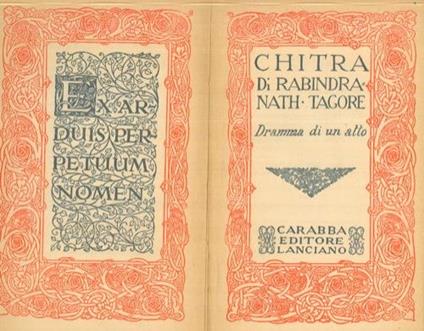 EX AR-
DUIS PER-
PETUUM
NOMEN
CHITRA
Di RABINDRA-
NATH · TAGORE
Dramma di un atto
CARABBA
EDITORE
LANCIANO